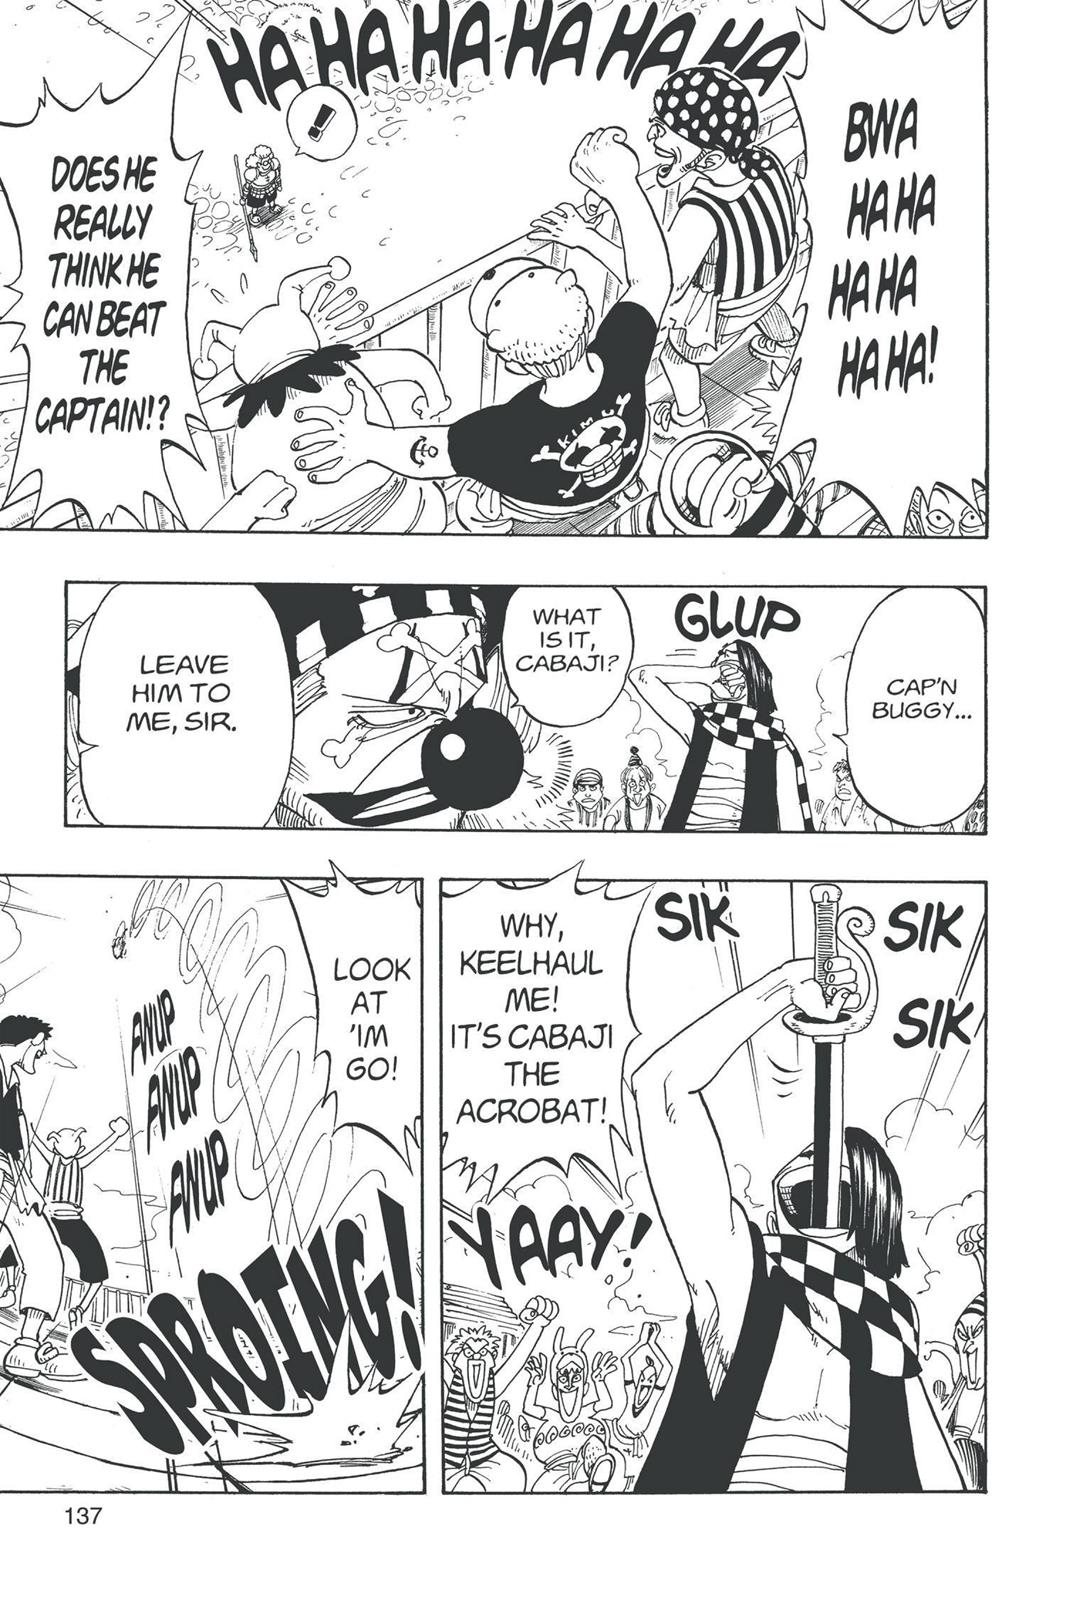 HA HA HA HA HA HA HA
BWA
HA HA
HA HA
HA HA!
!
DOES HE
REALLY
THINK HE
CAN BEAT
THE
CAPTAIN!?
KIMU
CAP'N
BUGGY...
GLUP
WHAT
IS IT,
CABAJI?
LEAVE
HIM TO
ME, SIR.
SIK
SIK
SIK
WHY,
KEELHAUL
ME!
IT'S CABAJI
THE
ACROBAT!
YAAY!
LOOK
AT
'IM
GO!
FWUP
FWUP
FWUP
SPROING!
137